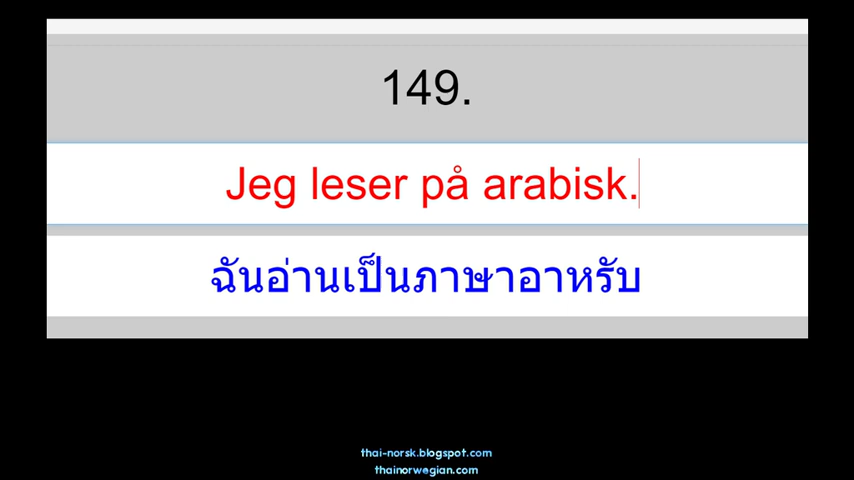 149.
Jeg leser på arabisk.
ฉันอ่านเป็นภาษาอาหรับ
thai-norsk.blogspot.com
thainorwegian.com